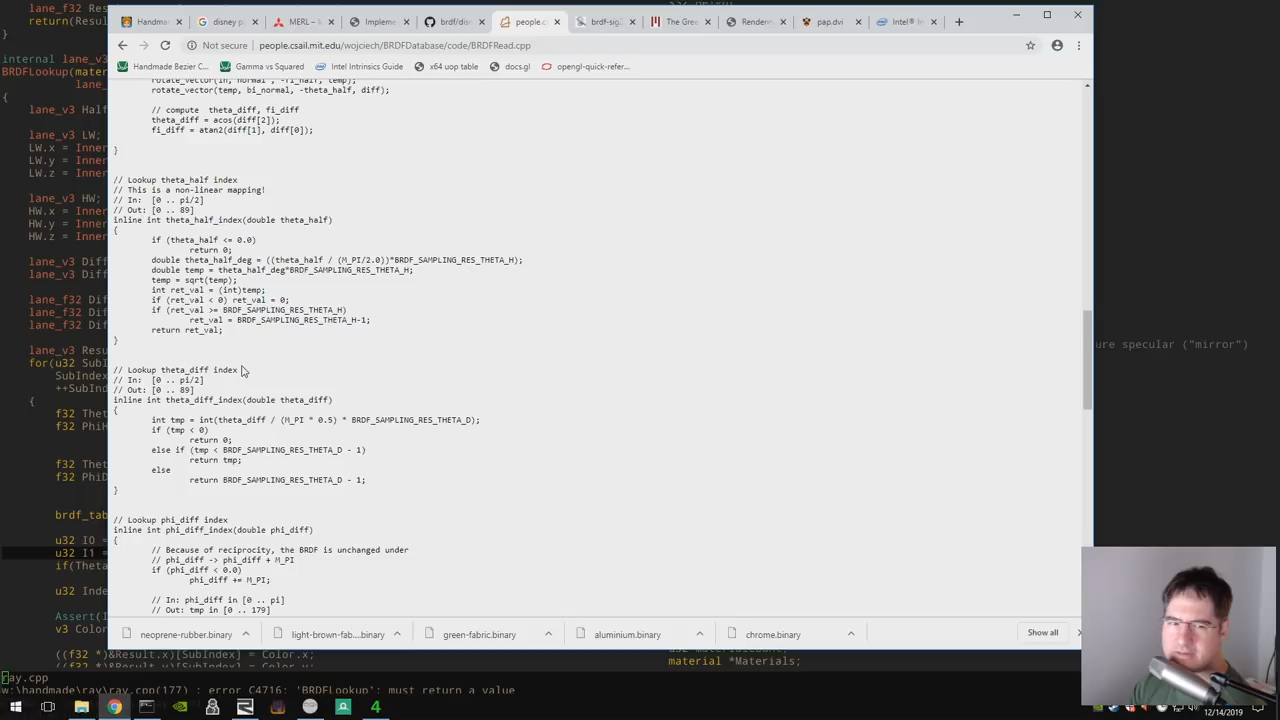 Handmad
disney p
MERL –
Impleme
brdf/disn
people.c
brdf-sig
The Gree
Renderm
pap.dvi
Intel® In
Not secure | people.csail.mit.edu/wojciech/BRDFDatabase/code/BRDFRead.cpp
Handmade Bezier C...
Gamma vs Squared
Intel Intrinsics Guide
x64 uop table
docs.gl
opengl-quick-refer...
rotate_vector(in, normal , -fi_half, temp);
rotate_vector(temp, bi_normal, -theta_half, diff);
// compute  theta_diff, fi_diff
theta_diff = acos(diff[2]);
fi_diff = atan2(diff[1], diff[0]);
}
// Lookup theta_half index
// This is a non-linear mapping!
// In:  [0 .. pi/2]
// Out: [0 .. 89]
inline int theta_half_index(double theta_half)
{
if (theta_half <= 0.0)
return 0;
double theta_half_deg = ((theta_half / (M_PI/2.0))*BRDF_SAMPLING_RES_THETA_H);
double temp = theta_half_deg*BRDF_SAMPLING_RES_THETA_H;
temp = sqrt(temp);
int ret_val = (int)temp;
if (ret_val < 0) ret_val = 0;
if (ret_val >= BRDF_SAMPLING_RES_THETA_H)
ret_val = BRDF_SAMPLING_RES_THETA_H-1;
return ret_val;
}
// Lookup theta_diff index
// In:  [0 .. pi/2]
// Out: [0 .. 89]
inline int theta_diff_index(double theta_diff)
{
int tmp = int(theta_diff / (M_PI * 0.5) * BRDF_SAMPLING_RES_THETA_D);
if (tmp < 0)
return 0;
else if (tmp < BRDF_SAMPLING_RES_THETA_D - 1)
return tmp;
else
return BRDF_SAMPLING_RES_THETA_D - 1;
}
// Lookup phi_diff index
inline int phi_diff_index(double phi_diff)
{
// Because of reciprocity, the BRDF is unchanged under
// phi_diff -> phi_diff + M_PI
if (phi_diff < 0.0)
phi_diff += M_PI;
// In: phi_diff in [0 .. pi]
// Out: tmp in [0 .. 179]
neoprene-rubber.binary
light-brown-fab....binary
green-fabric.binary
aluminium.binary
chrome.binary
Show all
return(Resu
}
internal lane
BRDFLookup(mater
lane_
{
lane_v3 Half
lane_v3 LW;
LW.x = Inner
LW.y = Inner
LW.z = Inner
lane_v3 HW;
HW.x = Inner
HW.y = Inner
HW.z = Inner
lane_f32 Dif
lane_f32 Dif
lane_f32 Dif
lane_f32 Dif
lane_v3 Resu
for(u32 SubI
SubIndex
++SubInd
{
f32 Thet
f32 PhiH
f32 Thet
f32 PhiD
brdf_tab
u32 I0 =
u32 I1 =
if(Theta
u32 Inde
Assert(I
v3 Color
((f32 *)&Result.x)[SubIndex] = Color.x;
ure specular ("mirror")
material *Materials;
ray.cpp
w:\handmade\ray\ray.cpp(177) : error C4716: 'BRDFLookup': must return a value
12/14/2019